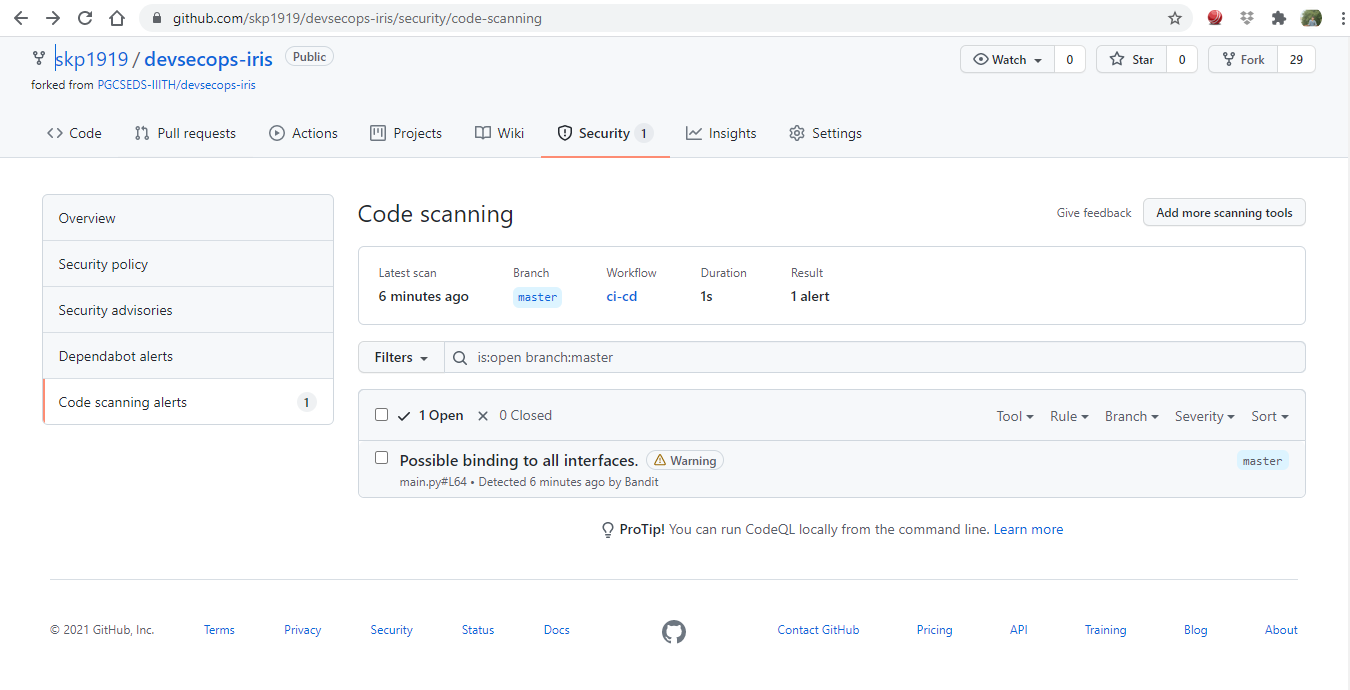 github.com/skp1919/devsecops-iris/security/code-scanning
skp1919 / devsecops-iris Public
Watch 0 Star 0 Fork 29
forked from PGCSEDS-IIITH/devsecops-iris
Code Pull requests Actions Projects Wiki Security 1 Insights Settings
Overview
Security policy
Security advisories
Dependabot alerts
Code scanning alerts 1
Code scanning
Give feedback Add more scanning tools
Latest scan Branch Workflow Duration Result
6 minutes ago master ci-cd 1s 1 alert
Filters is:open branch:master
1 Open 0 Closed Tool Rule Branch Severity Sort
Possible binding to all interfaces. Warning master
main.py#L64 • Detected 6 minutes ago by Bandit
ProTip! You can run CodeQL locally from the command line. Learn more
© 2021 GitHub, Inc. Terms Privacy Security Status Docs Contact GitHub Pricing API Training Blog About